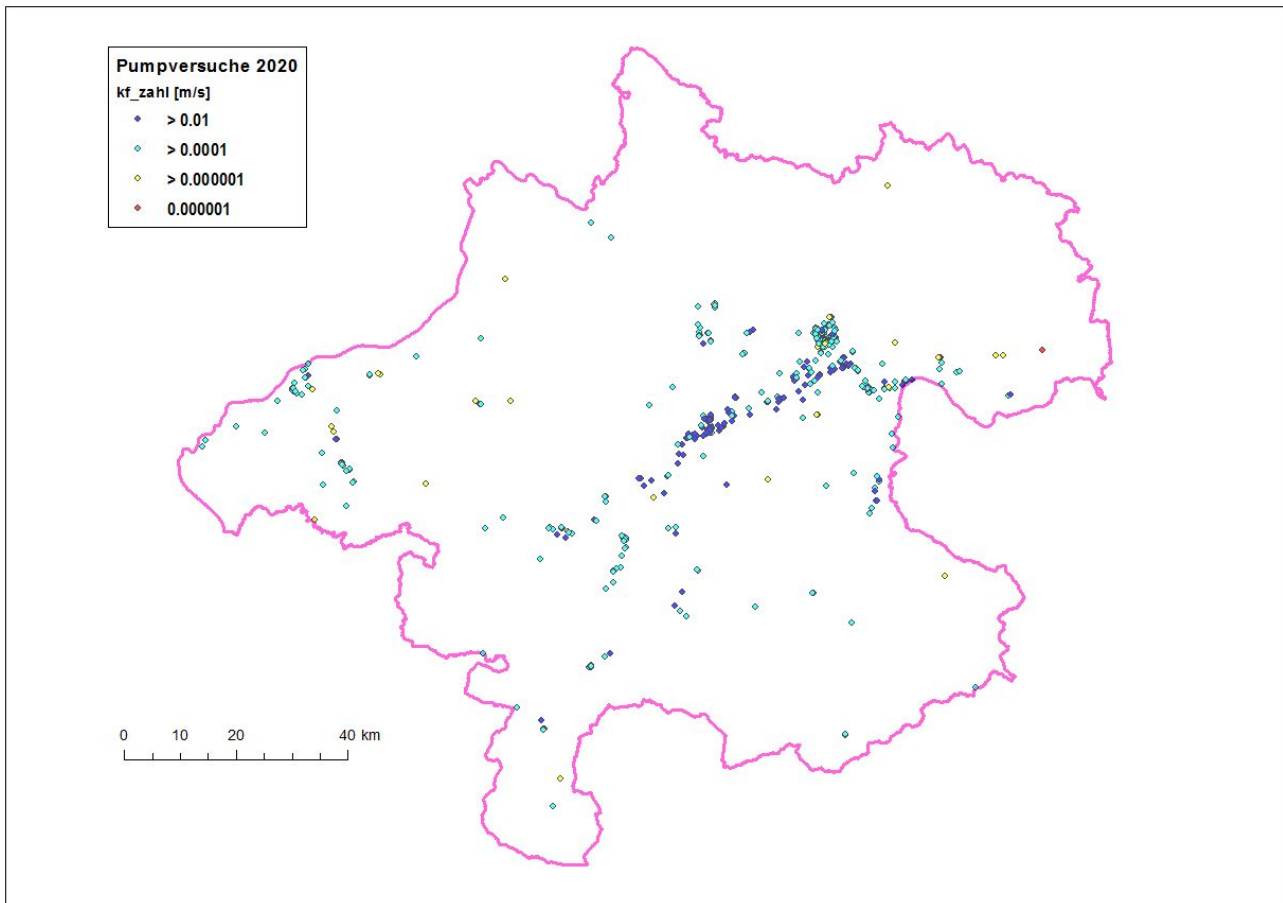 Pumpversuche 2020
kf_zahl [m/s]
> 0.01
> 0.0001
> 0.000001
0.000001
0 10 20 40 km